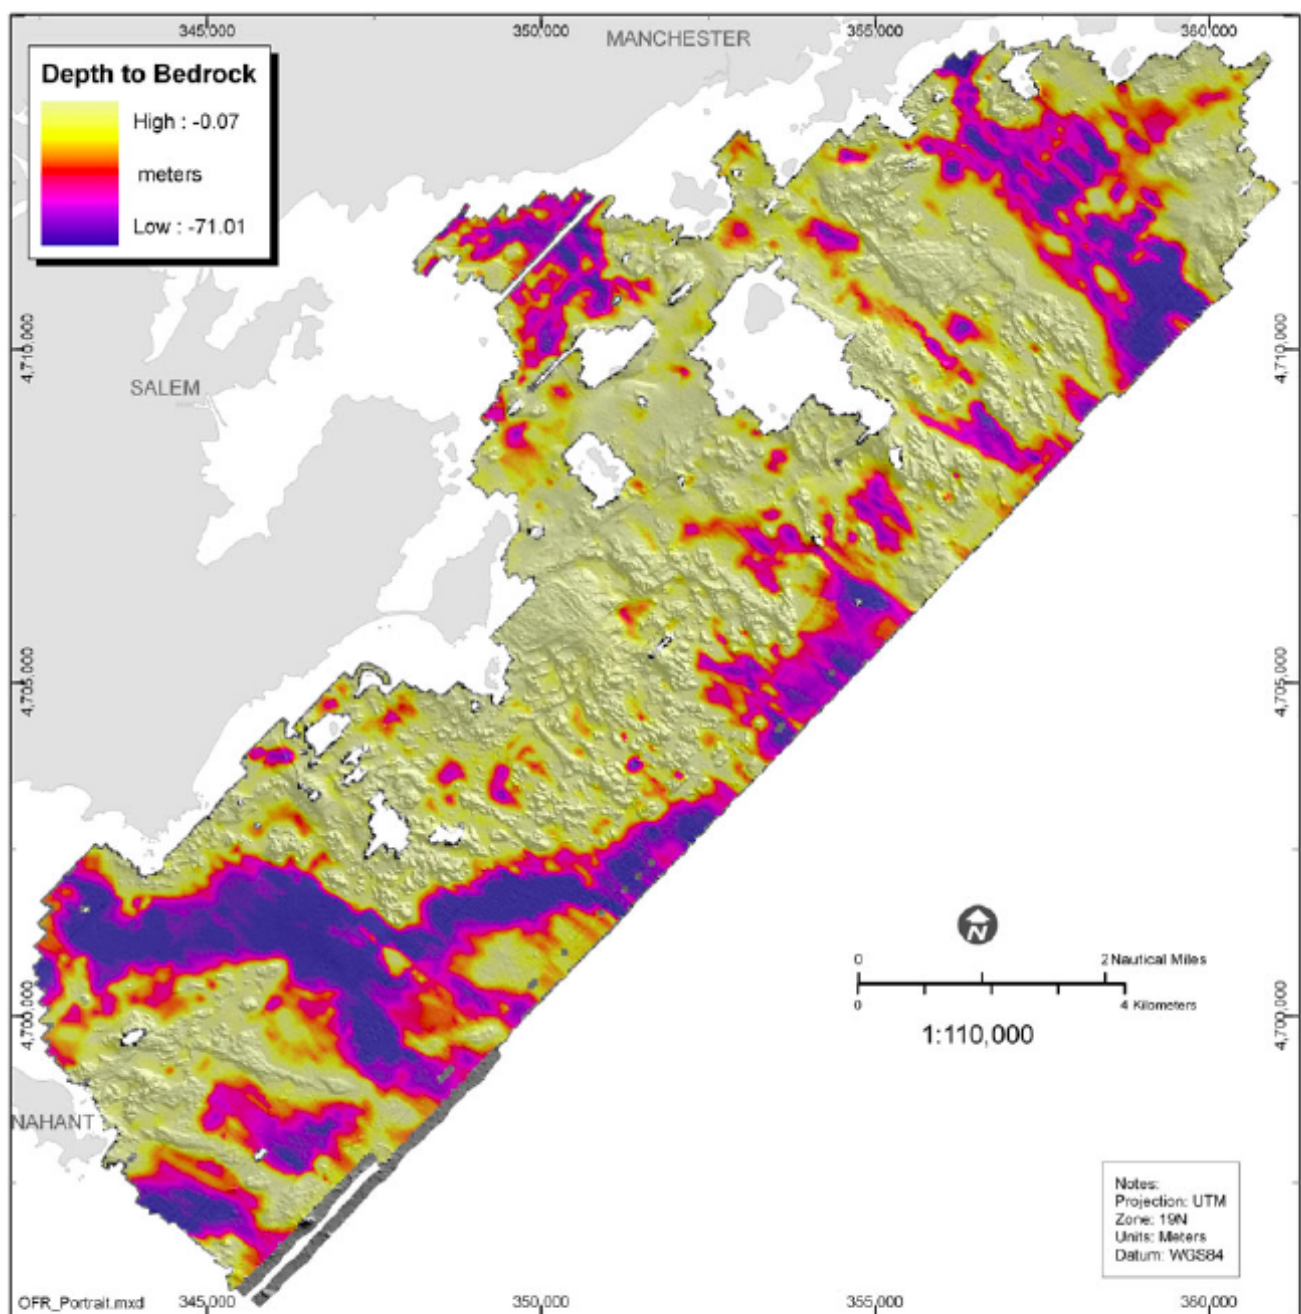 345,000 350,000 355,000 360,000
MANCHESTER
Depth to Bedrock
High : -0.07
meters
Low : -71.01
4,710,000 4,710,000
SALEM
4,705,000 4,705,000
N
0 2 Nautical Miles
0 4 Kilometers
1:110,000
4,700,000 4,700,000
NAHANT
Notes:
Projection: UTM
Zone: 19N
Units: Meters
Datum: WGS84
OFR_Portrait.mxd 345,000 350,000 355,000 360,000